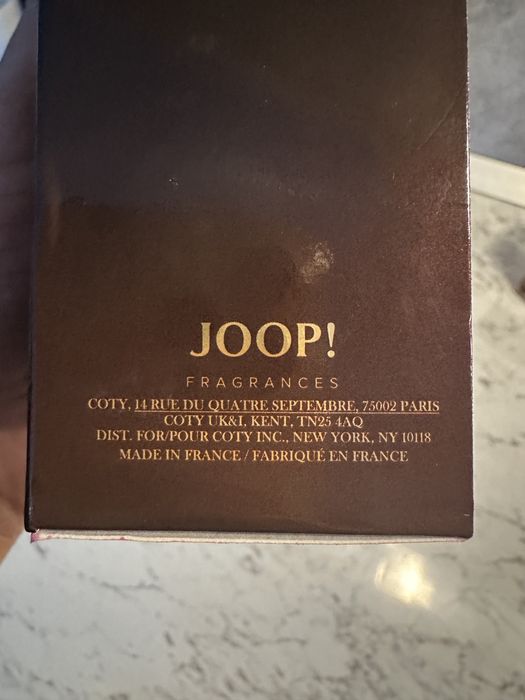 JOOP!
FRAGRANCES
COTY, 14 RUE DU QUATRE SEPTEMBRE, 75002 PARIS
COTY UK&I, KENT, TN25 4AQ
DIST. FOR/POUR COTY INC., NEW YORK, NY 10118
MADE IN FRANCE / FABRIQUÉ EN FRANCE